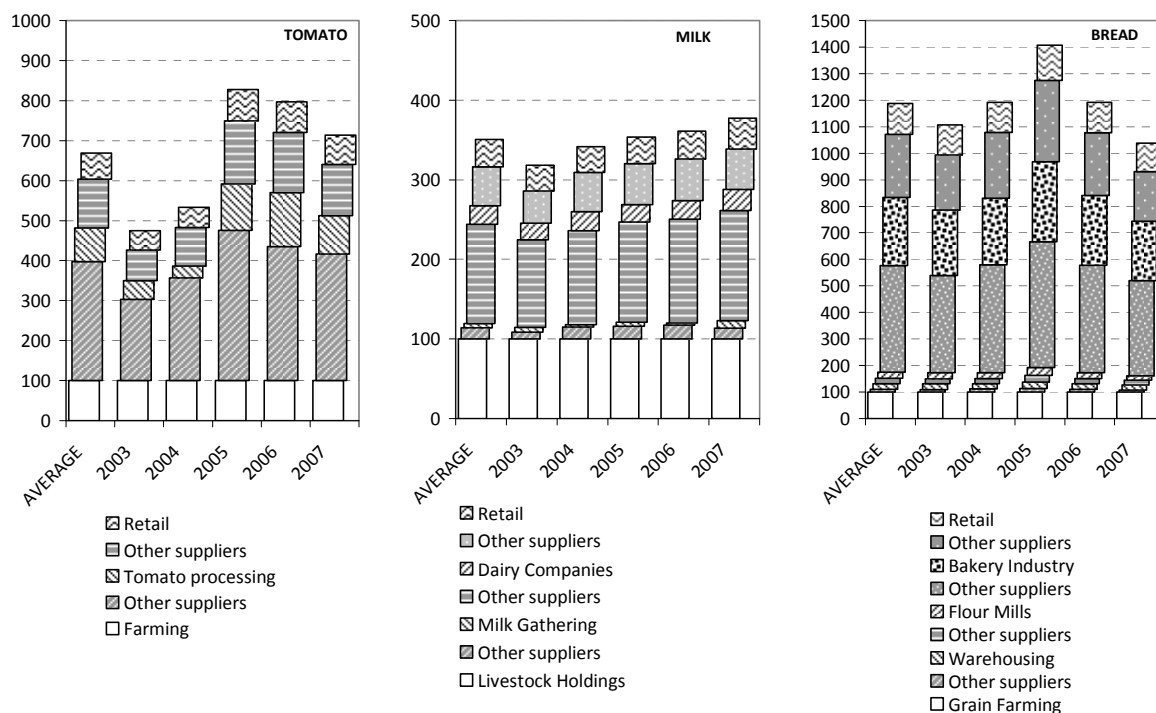 TOMATO
1000
900
800
700
600
500
400
300
200
100
0
AVERAGE
2003
2004
2005
2006
2007
Retail
Other suppliers
Tomato processing
Other suppliers
Farming
MILK
500
400
300
200
100
0
AVERAGE
2003
2004
2005
2006
2007
Retail
Other suppliers
Dairy Companies
Other suppliers
Milk Gathering
Other suppliers
Livestock Holdings
BREAD
1500
1400
1300
1200
1100
1000
900
800
700
600
500
400
300
200
100
0
AVERAGE
2003
2004
2005
2006
2007
Retail
Other suppliers
Bakery Industry
Other suppliers
Flour Mills
Other suppliers
Warehousing
Other suppliers
Grain Farming